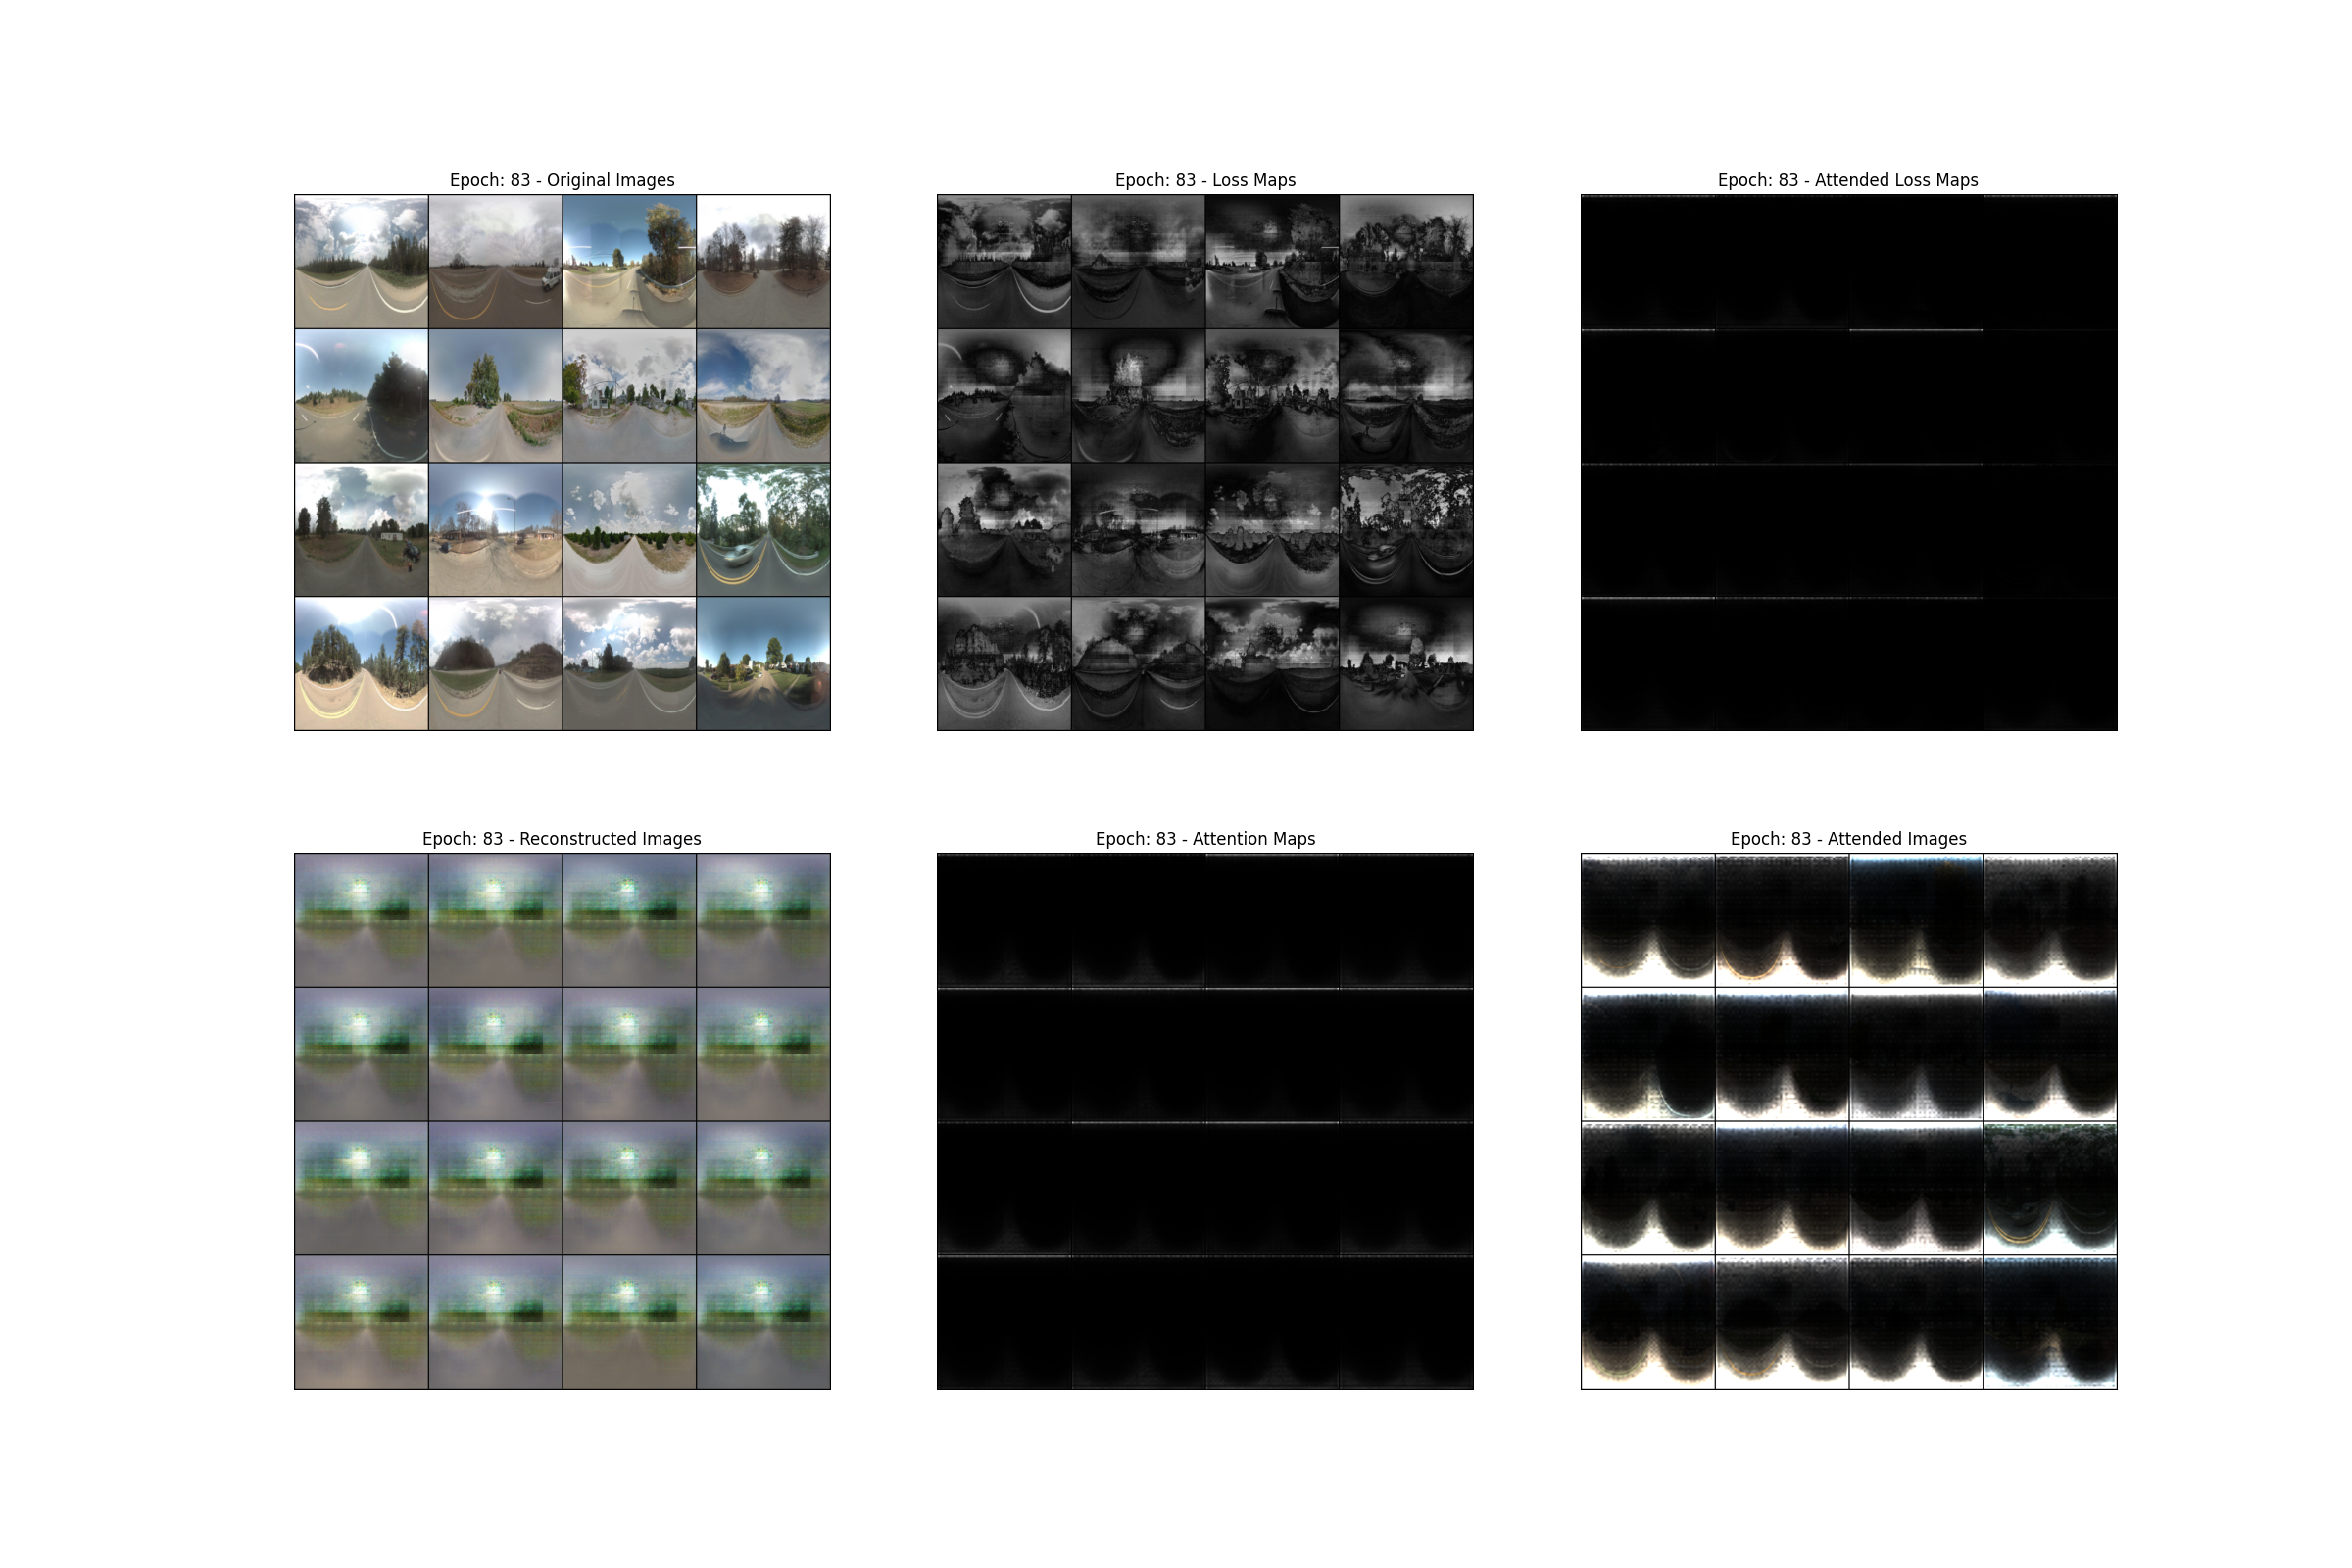 Epoch: 83 - Original Images
Epoch: 83 - Loss Maps
Epoch: 83 - Attended Loss Maps
Epoch: 83 - Reconstructed Images
Epoch: 83 - Attention Maps
Epoch: 83 - Attended Images